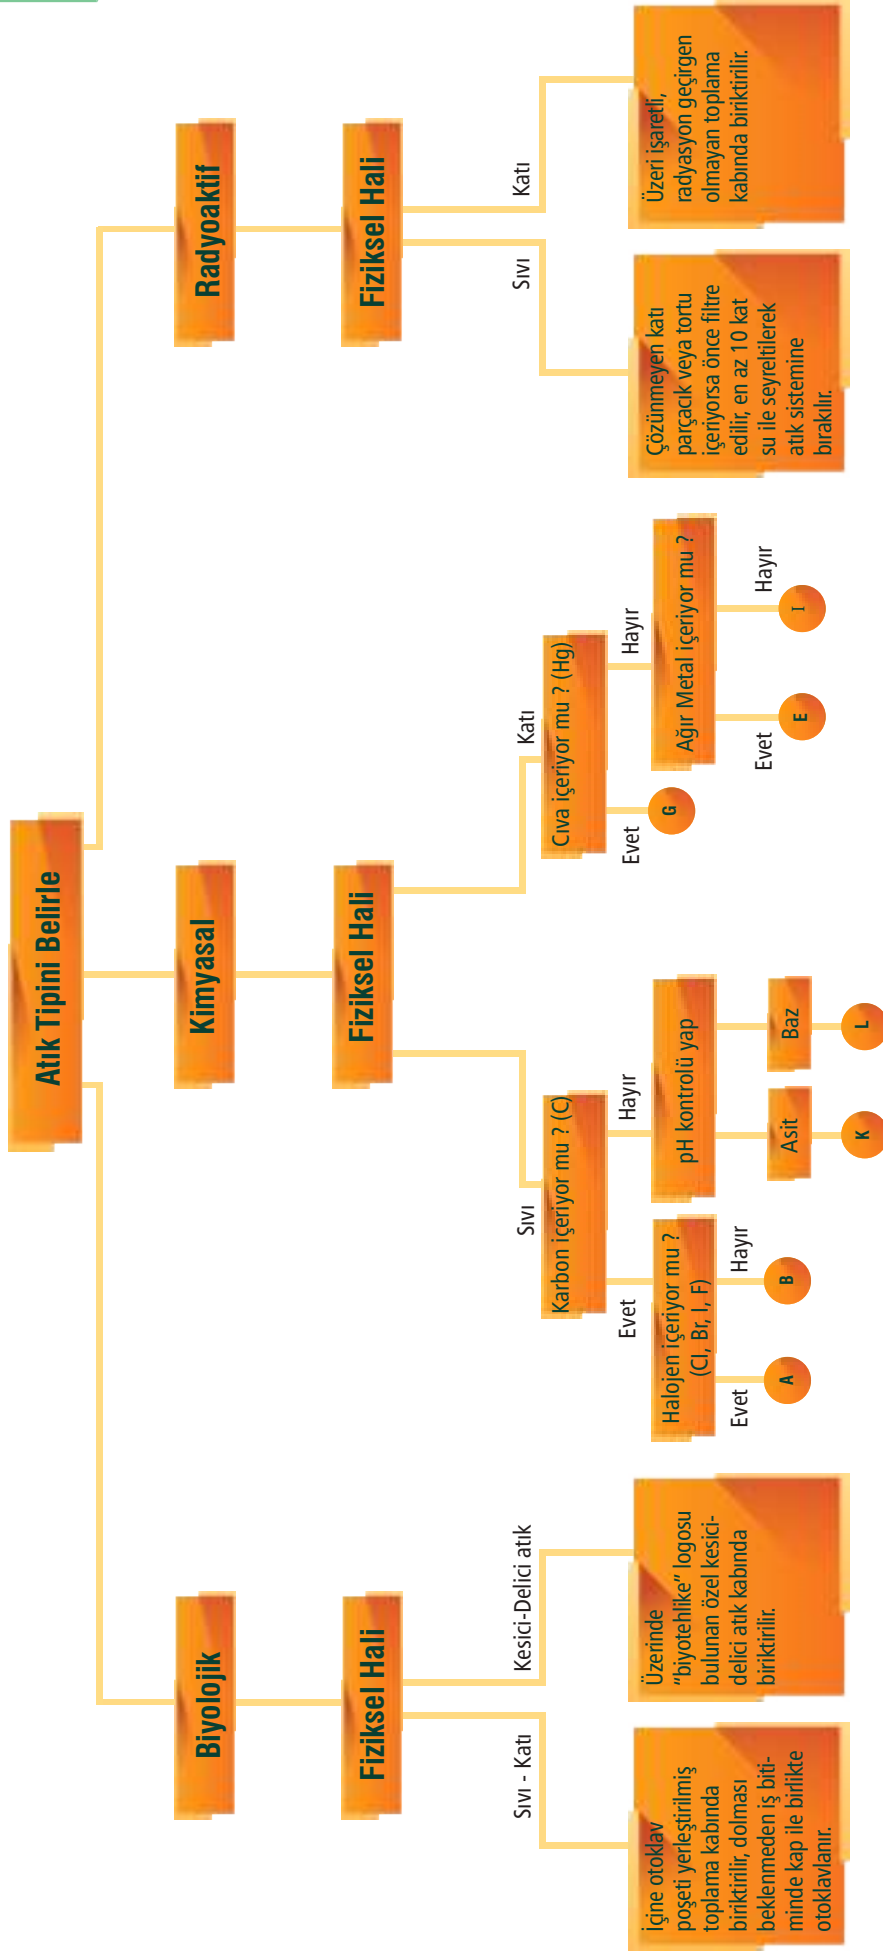 Atık Tipini Belirle
Biyolojik
Kimyasal
Radyoaktif
Fiziksel Hali
Fiziksel Hali
Fiziksel Hali
Sıvı - Katı
Kesici-Delici atık
Sıvı
Katı
Sıvı
Katı
İçine otoklav
poşeti yerleştirilmiş
toplama kabında
biriktirilir, dolması
beklenmeden iş biti-
minde kap ile birlikte
otoklavlanır.
Üzerinde
“biyotehlike” logosu
bulunan özel kesici-
delici atık kabında
biriktirilir.
Karbon içeriyor mu ? (C)
Evet
Hayır
Halojen içeriyor mu ?
(Cl, Br, I, F)
Evet
Hayır
A
B
pH kontrolü yap
Asit
Baz
K
L
Cıva içeriyor mu ? (Hg)
Evet
Hayır
G
Ağır Metal içeriyor mu ?
Evet
Hayır
E
I
Çözünmeyen katı
parçacık veya tortu
içeriyorsa önce filtre
edilir, en az 10 kat
su ile seyreltilerek
atık sistemine
bırakılır.
Üzeri işaretli,
radyasyon geçirgen
olmayan toplama
kabında biriktirilir.